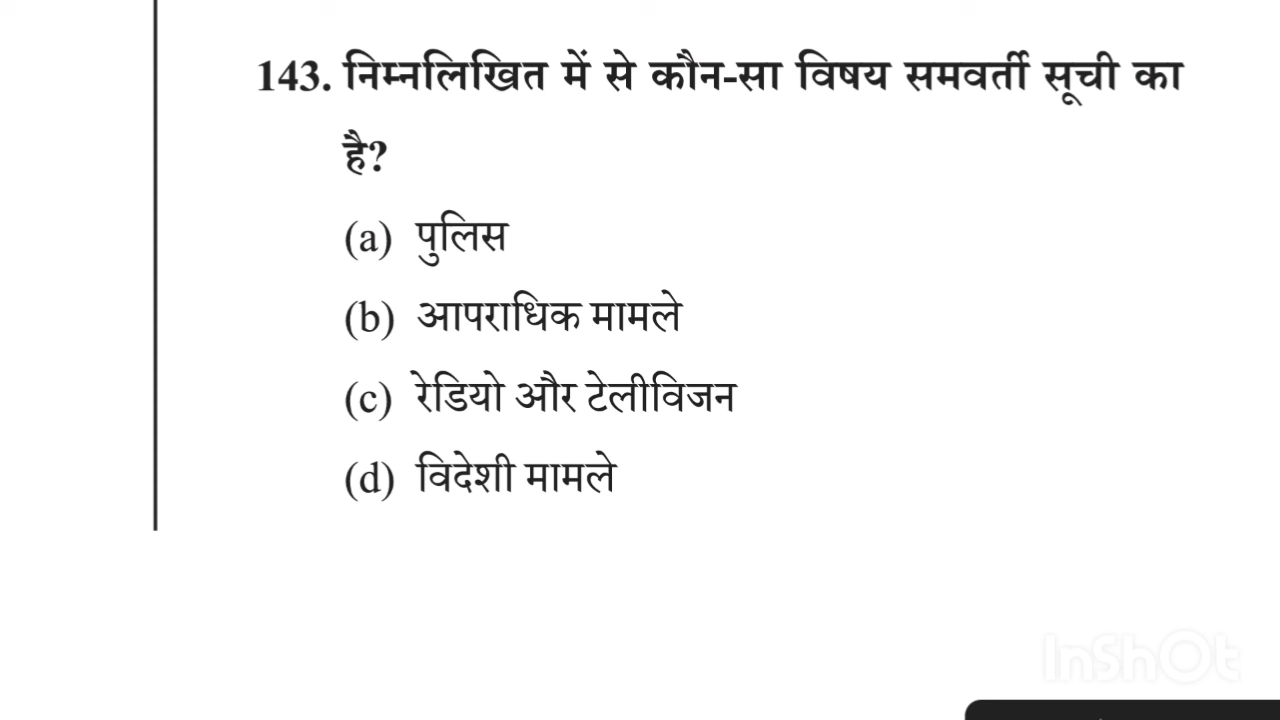 143. निम्नलिखित में से कौन-सा विषय समवर्ती सूची का
है?
(a) पुलिस
(b) आपराधिक मामले
(c) रेडियो और टेलीविजन
(d) विदेशी मामले
InShOt